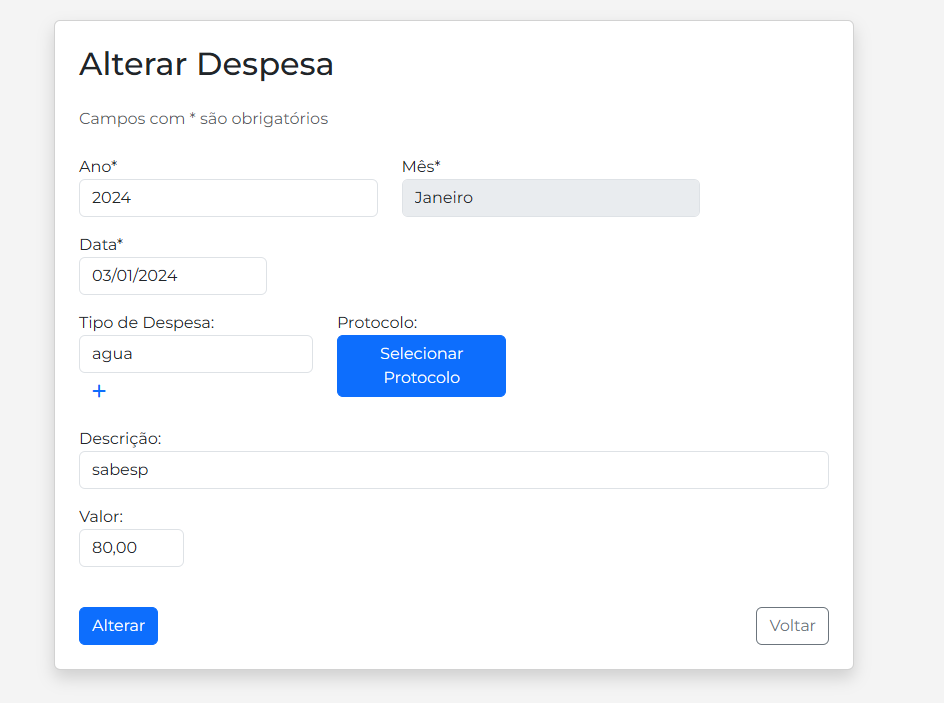 Alterar Despesa
Campos com * são obrigatórios
Ano* Mês*
2024 Janeiro
Data*
03/01/2024
Tipo de Despesa: Protocolo:
agua Selecionar
Protocolo
+
Descrição:
sabesp
Valor:
80,00
Alterar Voltar